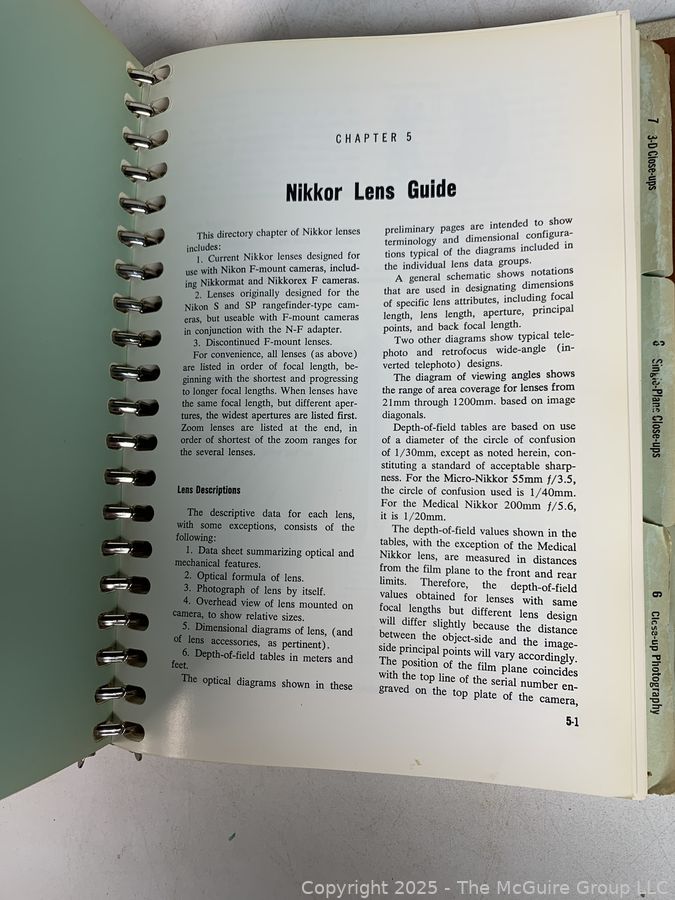 CHAPTER 5
Nikkor Lens Guide
This directory chapter of Nikkor lenses
includes:
1. Current Nikkor lenses designed for
use with Nikon F-mount cameras, includ-
ing Nikkormat and Nikkorex F cameras.
2. Lenses originally designed for the
Nikon S and SP rangefinder-type cam-
eras, but useable with F-mount cameras
in conjunction with the N-F adapter.
3. Discontinued F-mount lenses.
For convenience, all lenses (as above)
are listed in order of focal length, be-
ginning with the shortest and progressing
to longer focal lengths. When lenses have
the same focal length, but different aper-
tures, the widest apertures are listed first.
Zoom lenses are listed at the end, in
order of shortest of the zoom ranges for
the several lenses.
Lens Descriptions
The descriptive data for each lens,
with some exceptions, consists of the
following:
1. Data sheet summarizing optical and
mechanical features.
2. Optical formula of lens.
3. Photograph of lens by itself.
4. Overhead view of lens mounted on
camera, to show relative sizes.
5. Dimensional diagrams of lens, (and
of lens accessories, as pertinent).
6. Depth-of-field tables in meters and
feet.
The optical diagrams shown in these
preliminary pages are intended to show
terminology and dimensional configura-
tions typical of the diagrams included in
the individual lens data groups.
A general schematic shows notations
that are used in designating dimensions
of specific lens attributes, including focal
length, lens length, aperture, principal
points, and back focal length.
Two other diagrams show typical tele-
photo and retrofocus wide-angle (in-
verted telephoto) designs.
The diagram of viewing angles shows
the range of area coverage for lenses from
21mm through 1200mm. based on image
diagonals.
Depth-of-field tables are based on use
of a diameter of the circle of confusion
of 1/30mm, except as noted herein, con-
stituting a standard of acceptable sharp-
ness. For the Micro-Nikkor 55mm f/3.5,
the circle of confusion used is 1/40mm.
For the Medical Nikkor 200mm f/5.6,
it is 1/20mm.
The depth-of-field values shown in the
tables, with the exception of the Medical
Nikkor lens, are measured in distances
from the film plane to the front and rear
limits. Therefore, the depth-of-field
values obtained for lenses with same
focal lengths but different lens design
will differ slightly because the distance
between the object-side and the image-
side principal points will vary accordingly.
The position of the film plane coincides
with the top line of the serial number en-
graved on the top plate of the camera,
5-1
7 3-D Close-ups
Single-Plane Close-ups
6 Close-up Photography
Copyright 2025 - The McGuire Group LLC